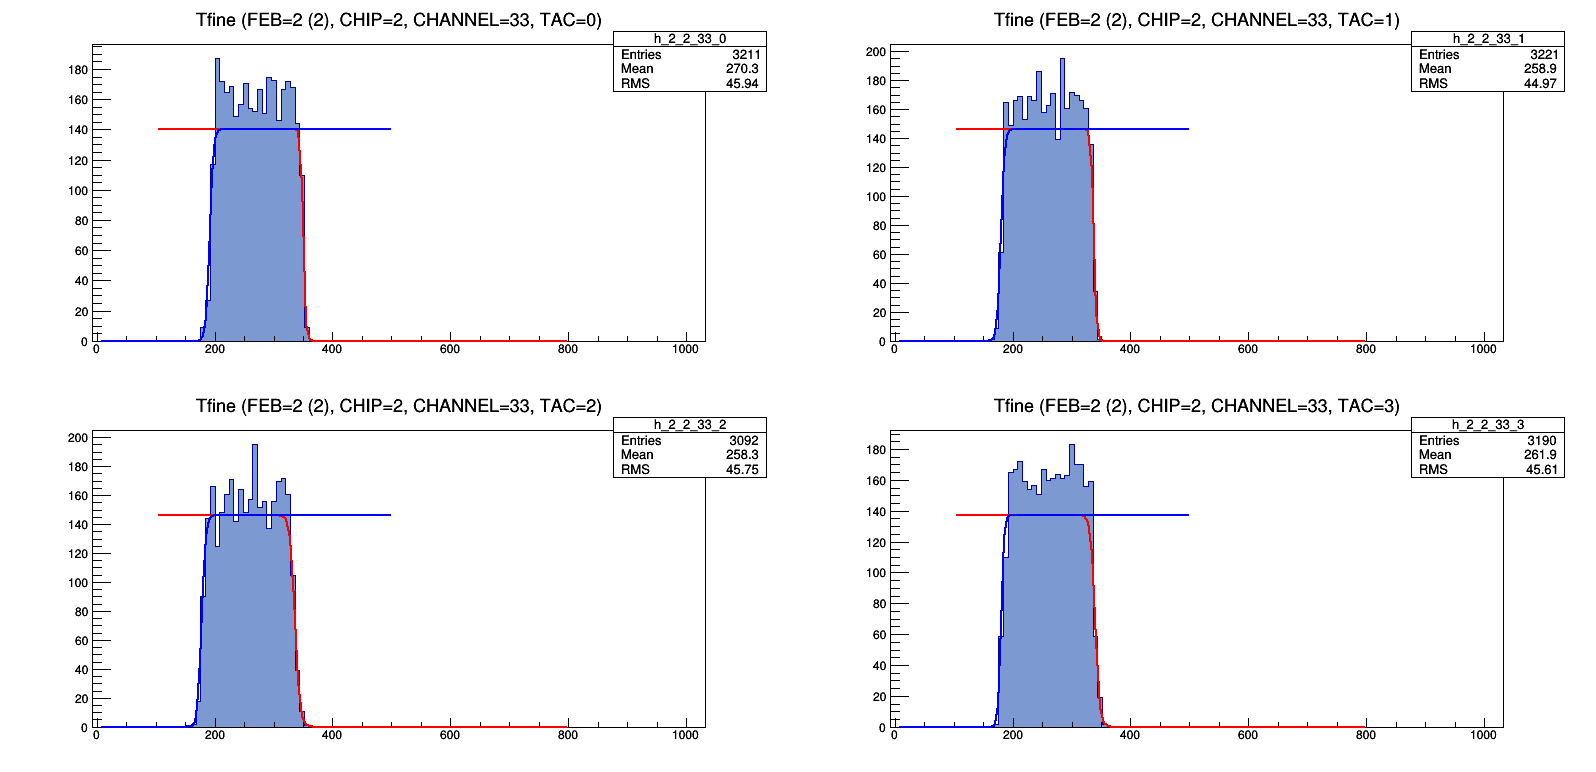 Tfine (FEB=2 (2), CHIP=2, CHANNEL=33, TAC=0)
h_2_2_33_0
Entries 3211
Mean 270.3
RMS 45.94
180
160
140
120
100
80
60
40
20
0
0 200 400 600 800 1000
Tfine (FEB=2 (2), CHIP=2, CHANNEL=33, TAC=1)
h_2_2_33_1
Entries 3221
Mean 258.9
RMS 44.97
200
180
160
140
120
100
80
60
40
20
0
0 200 400 600 800 1000
Tfine (FEB=2 (2), CHIP=2, CHANNEL=33, TAC=2)
h_2_2_33_2
Entries 3092
Mean 258.3
RMS 45.75
200
180
160
140
120
100
80
60
40
20
0
0 200 400 600 800 1000
Tfine (FEB=2 (2), CHIP=2, CHANNEL=33, TAC=3)
h_2_2_33_3
Entries 3190
Mean 261.9
RMS 45.61
180
160
140
120
100
80
60
40
20
0
0 200 400 600 800 1000